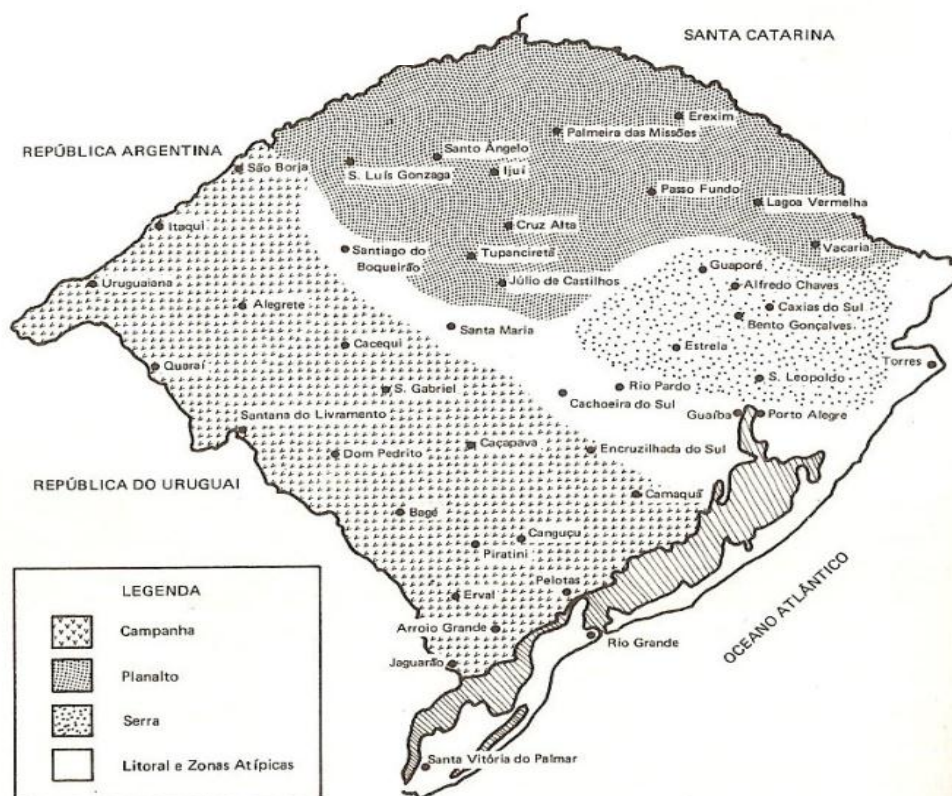 SANTA CATARINA
Erexim
Palmeira das Missões
REPÚBLICA ARGENTINA
Santo Ângelo
São Borja
S. Luís Gonzaga
Ijuí
Passo Fundo
Lagoa Vermelha
Itaqui
Cruz Alta
Santiago do
Boqueirão
Tupanciretã
Vacaria
Guaporé
Uruguaiana
Júlio de Castilhos
Alfredo Chaves
Alegrete
Caxias do Sul
Bento Gonçalves
Santa Maria
Cacequi
Estrela
Torres
Quaraí
S. Gabriel
Rio Pardo
S. Leopoldo
Cachoeira do Sul
Guaíba
Porto Alegre
Santana do Livramento
Caçapava
Encruzilhada do Sul
Dom Pedrito
REPÚBLICA DO URUGUAI
Camaquã
Bagé
Canguçu
Piratini
Pelotas
OCEANO ATLÂNTICO
Erval
Arroio Grande
Rio Grande
Jaguarão
Santa Vitória do Palmar
LEGENDA
Campanha
Planalto
Serra
Litoral e Zonas Atípicas